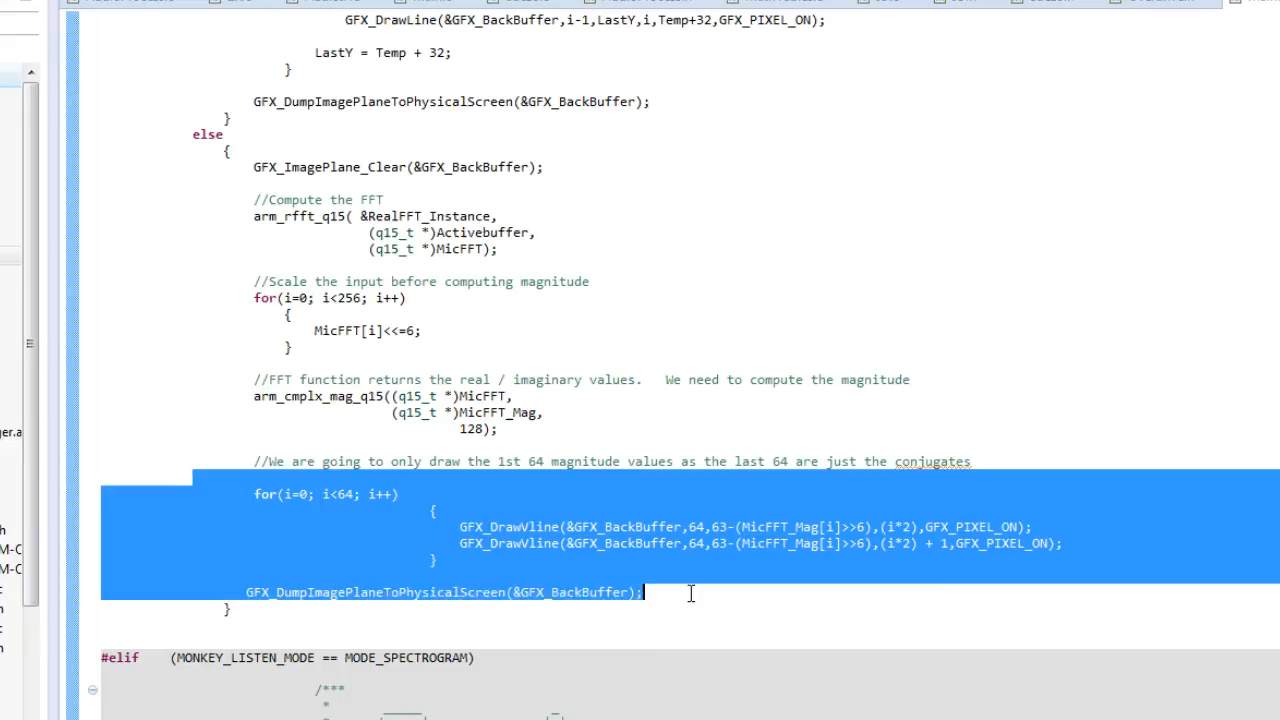 GFX_DrawLine(&GFX_BackBuffer,i-1,LastY,i,Temp+32,GFX_PIXEL_ON);
LastY = Temp + 32;
}
GFX_DumpImagePlaneToPhysicalScreen(&GFX_BackBuffer);
}
else
{
GFX_ImagePlane_Clear(&GFX_BackBuffer);
//Compute the FFT
arm_rfft_q15( &RealFFT_Instance,
(q15_t *)Activebuffer,
(q15_t *)MicFFT);
//Scale the input before computing magnitude
for(i=0; i<256; i++)
{
MicFFT[i]<<=6;
}
//FFT function returns the real / imaginary values.   We need to compute the magnitude
arm_cmplx_mag_q15((q15_t *)MicFFT,
(q15_t *)MicFFT_Mag,
128);
//We are going to only draw the 1st 64 magnitude values as the last 64 are just the conjugates
for(i=0; i<64; i++)
{
GFX_DrawVline(&GFX_BackBuffer,64,63-(MicFFT_Mag[i]>>6),(i*2),GFX_PIXEL_ON);
GFX_DrawVline(&GFX_BackBuffer,64,63-(MicFFT_Mag[i]>>6),(i*2) + 1,GFX_PIXEL_ON);
}
GFX_DumpImagePlaneToPhysicalScreen(&GFX_BackBuffer);
}
#elif    (MONKEY_LISTEN_MODE == MODE_SPECTROGRAM)
/***
*